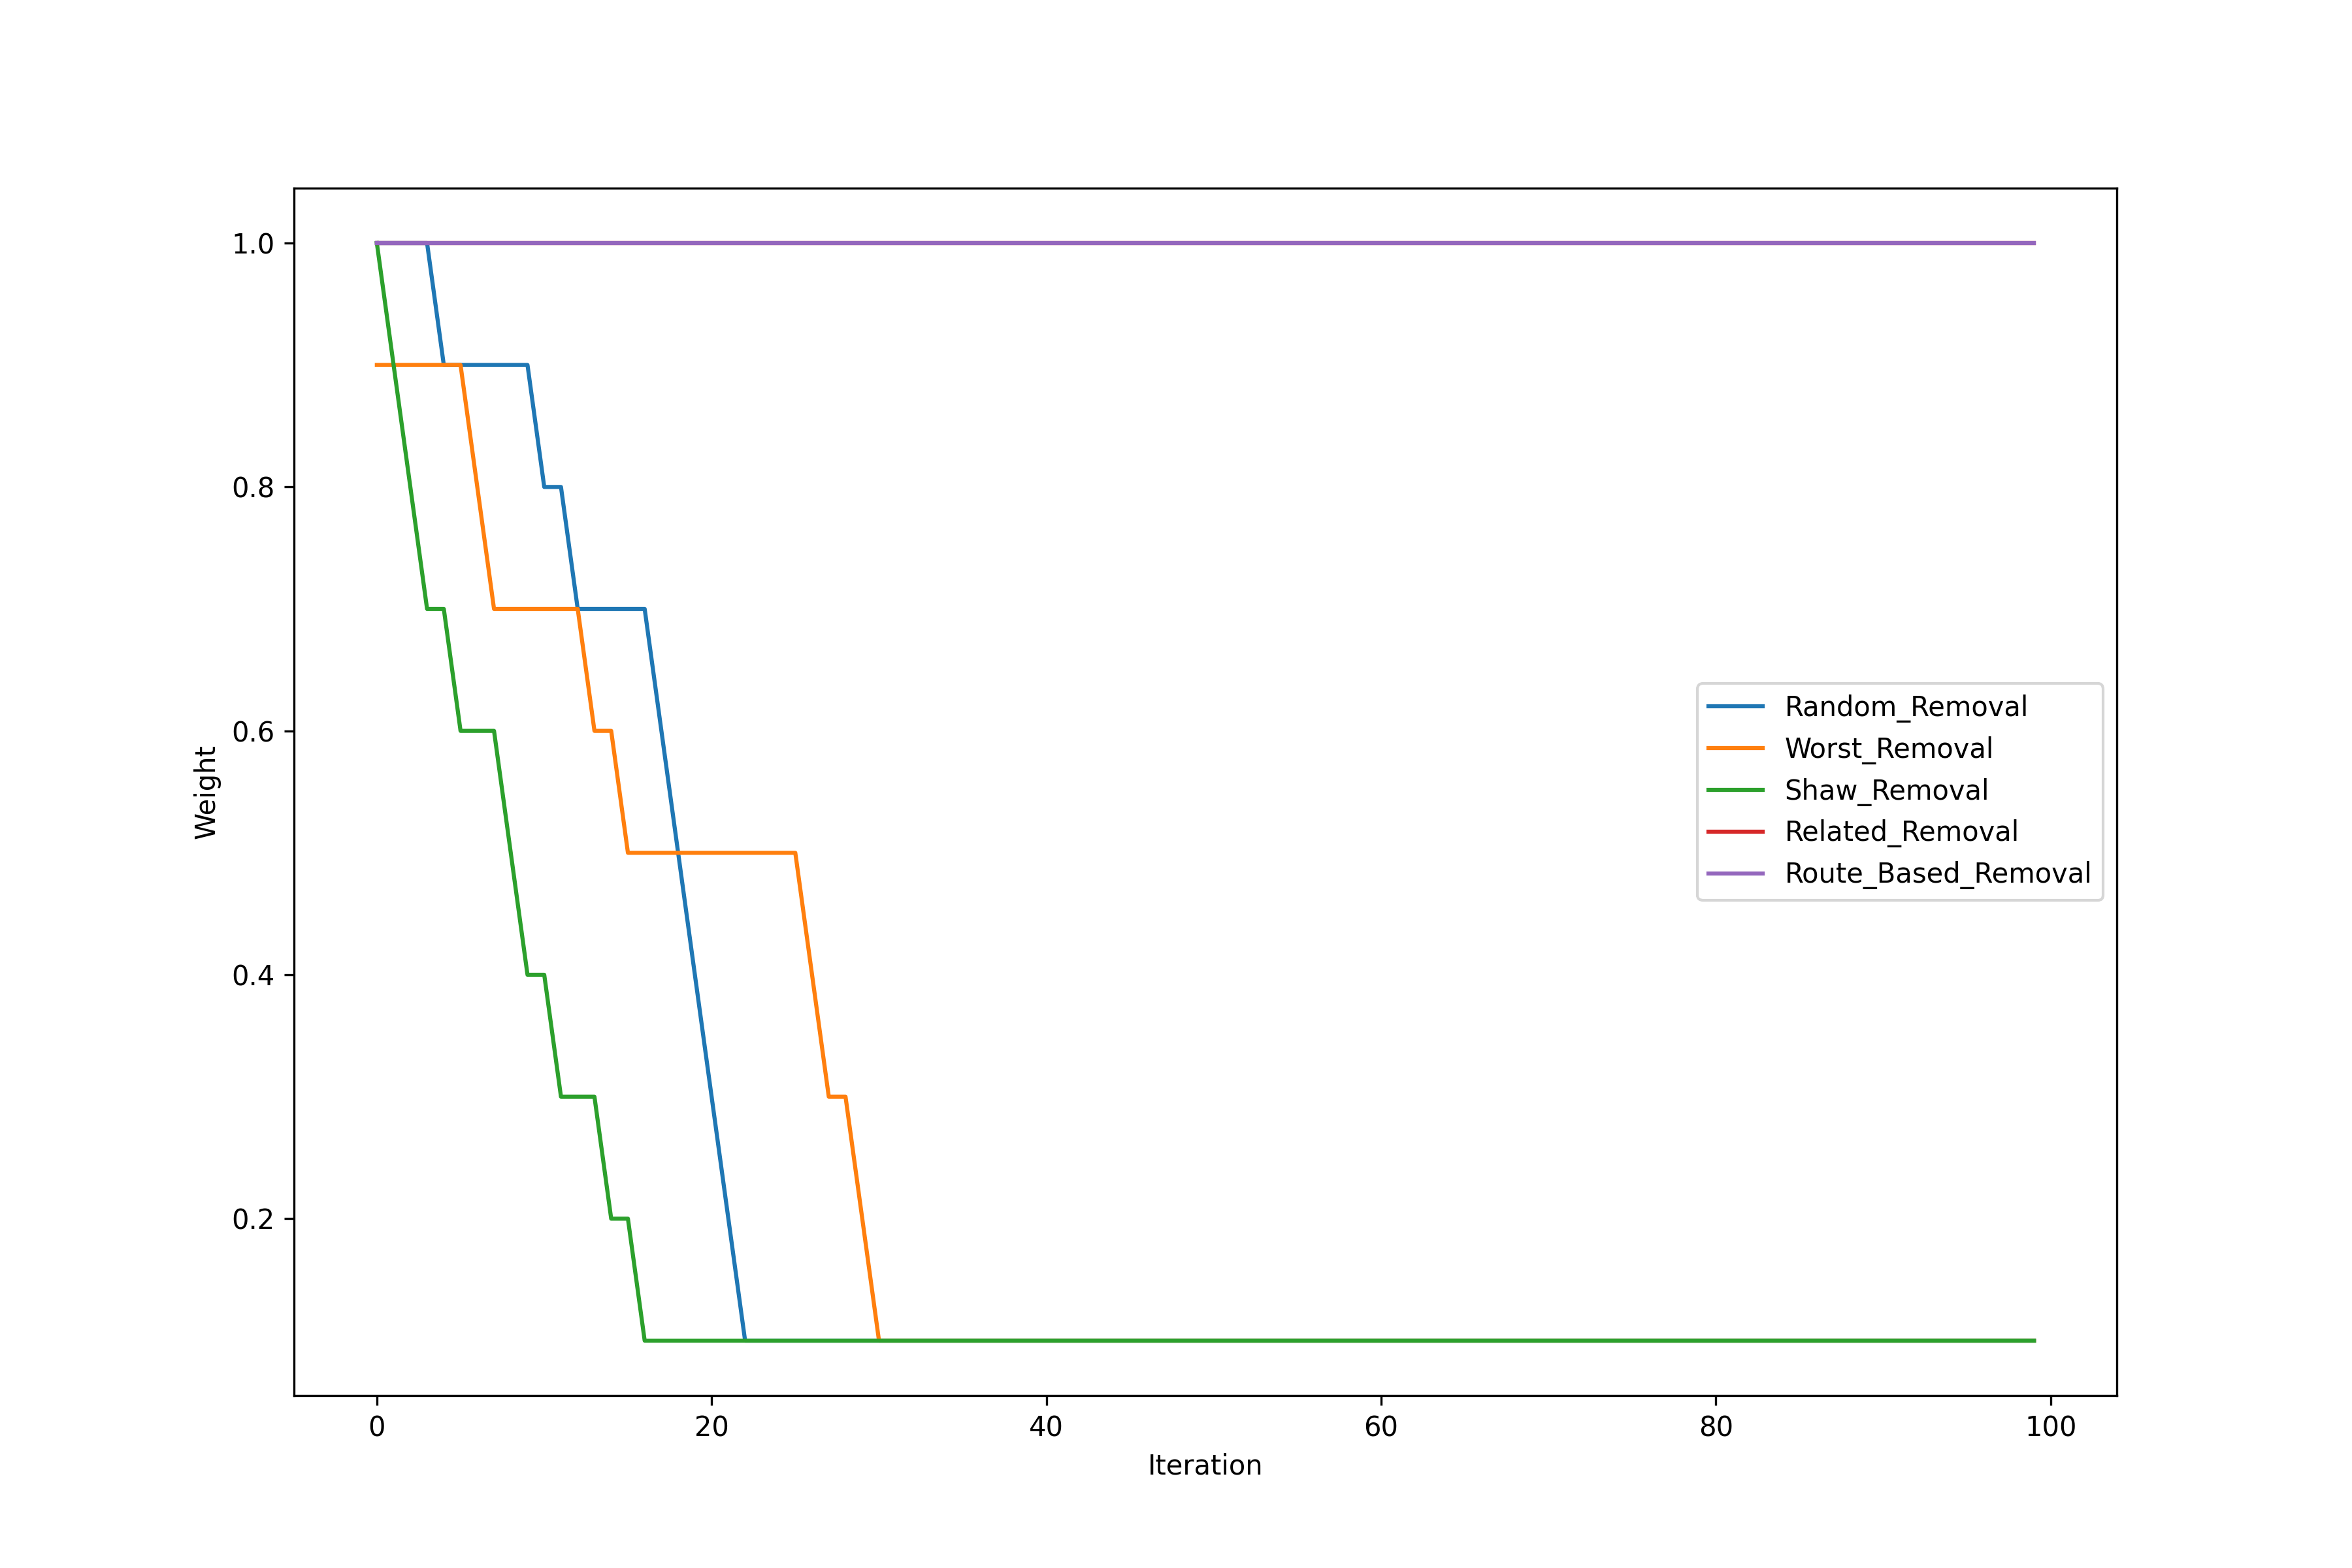 1.0
0.8
0.6
0.4
0.2
Weight
0
20
40
60
80
100
Iteration
Random_Removal
Worst_Removal
Shaw_Removal
Related_Removal
Route_Based_Removal